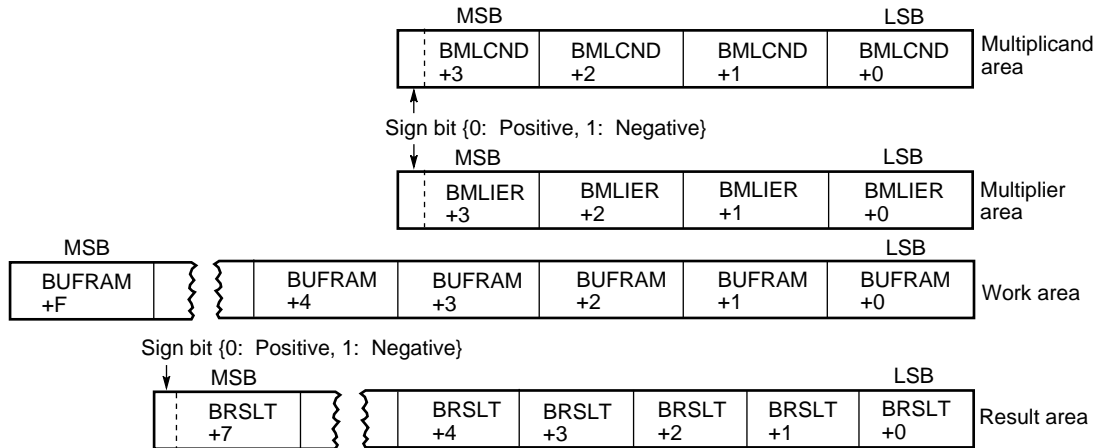 MSB LSB
BMLCND BMLCND BMLCND BMLCND Multiplicand
+3 +2 +1 +0 area
Sign bit {0: Positive, 1: Negative}
MSB LSB
BMLIER BMLIER BMLIER BMLIER Multiplier
+3 +2 +1 +0 area
MSB LSB
BUFRAM BUFRAM BUFRAM BUFRAM BUFRAM BUFRAM Work area
+F +4 +3 +2 +1 +0
Sign bit {0: Positive, 1: Negative}
MSB LSB
BRSLT BRSLT BRSLT BRSLT BRSLT BRSLT Result area
+7 +4 +3 +2 +1 +0